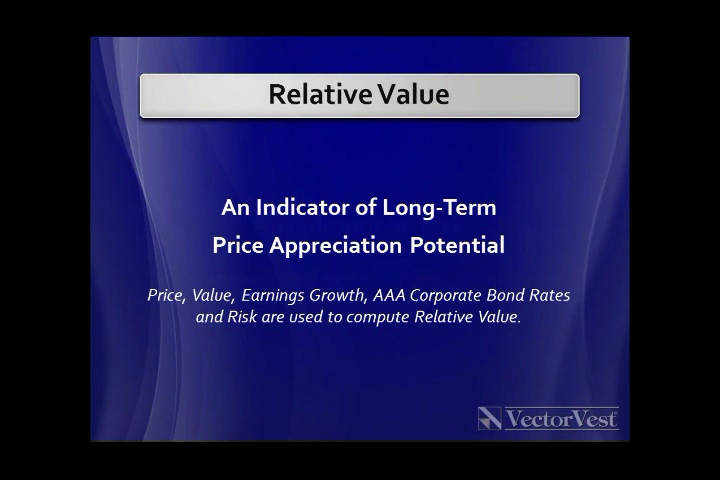 Relative Value
An Indicator of Long-Term
Price Appreciation Potential
Price, Value, Earnings Growth, AAA Corporate Bond Rates
and Risk are used to compute Relative Value.
VectorVest®